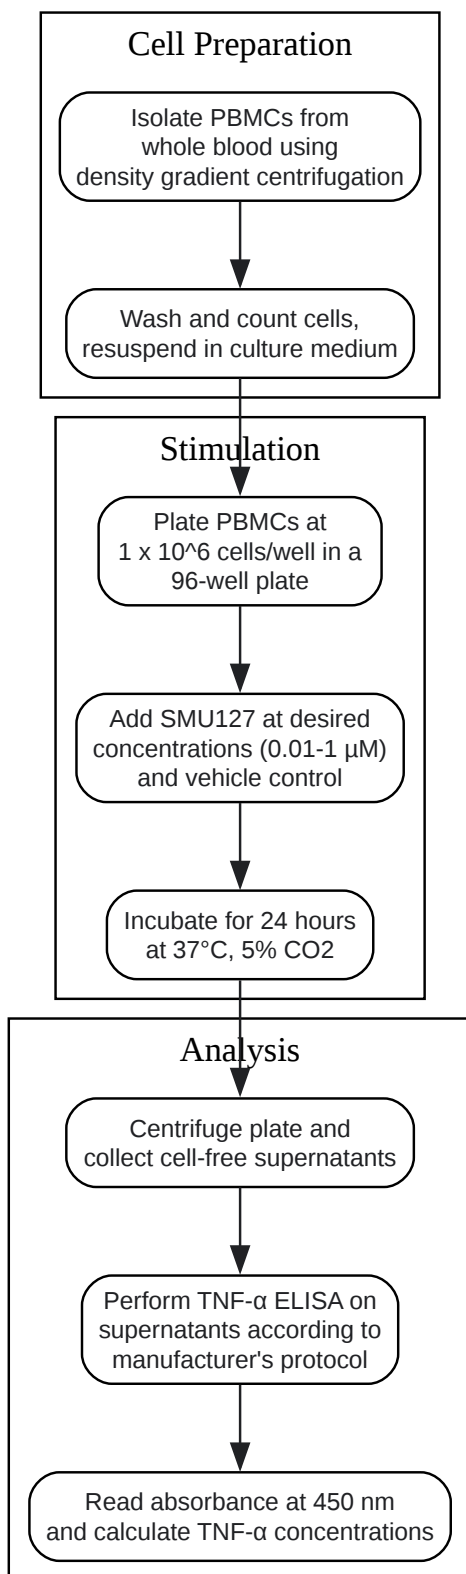 Cell Preparation
Isolate PBMCs from
whole blood using
density gradient centrifugation
Wash and count cells,
resuspend in culture medium
Stimulation
Plate PBMCs at
1 x 10^6 cells/well in a
96-well plate
Add SMU127 at desired
concentrations (0.01-1 µM)
and vehicle control
Incubate for 24 hours
at 37°C, 5% CO2
Analysis
Centrifuge plate and
collect cell-free supernatants
Perform TNF-α ELISA on
supernatants according to
manufacturer's protocol
Read absorbance at 450 nm
and calculate TNF-α concentrations